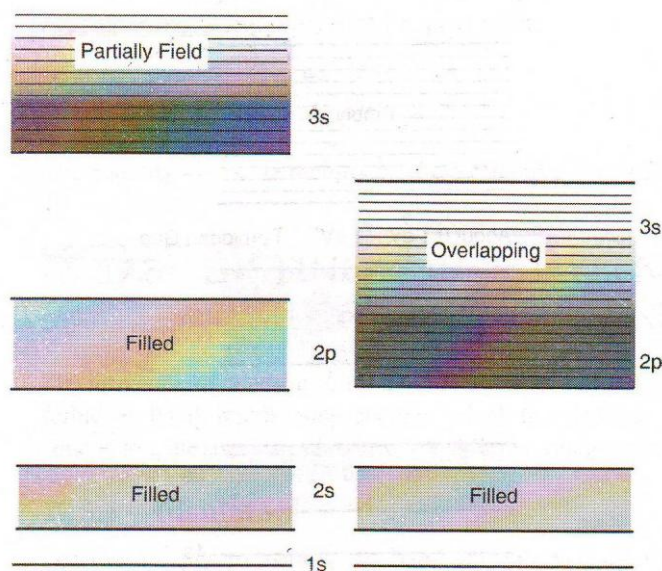 Partially Field
3s
3s
Overlapping
Filled
2p
2p
Filled
2s
Filled
1s